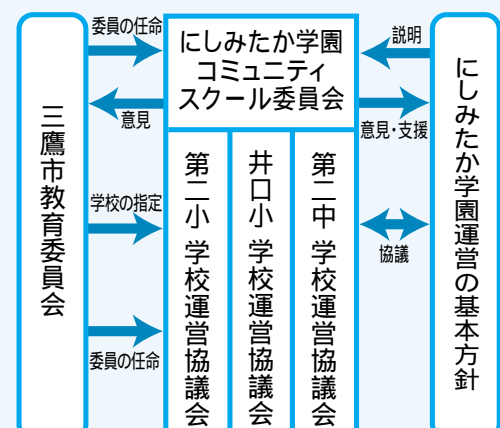 三鷹市教育委員会
委員の任命
意見
学校の指定
委員の任命
にしみたか学園
コミュニティ
スクール委員会
第二小 学校運営協議会
井口小 学校運営協議会
第二中 学校運営協議会
説明
意見・支援
協議
にしみたか学園運営の基本方針